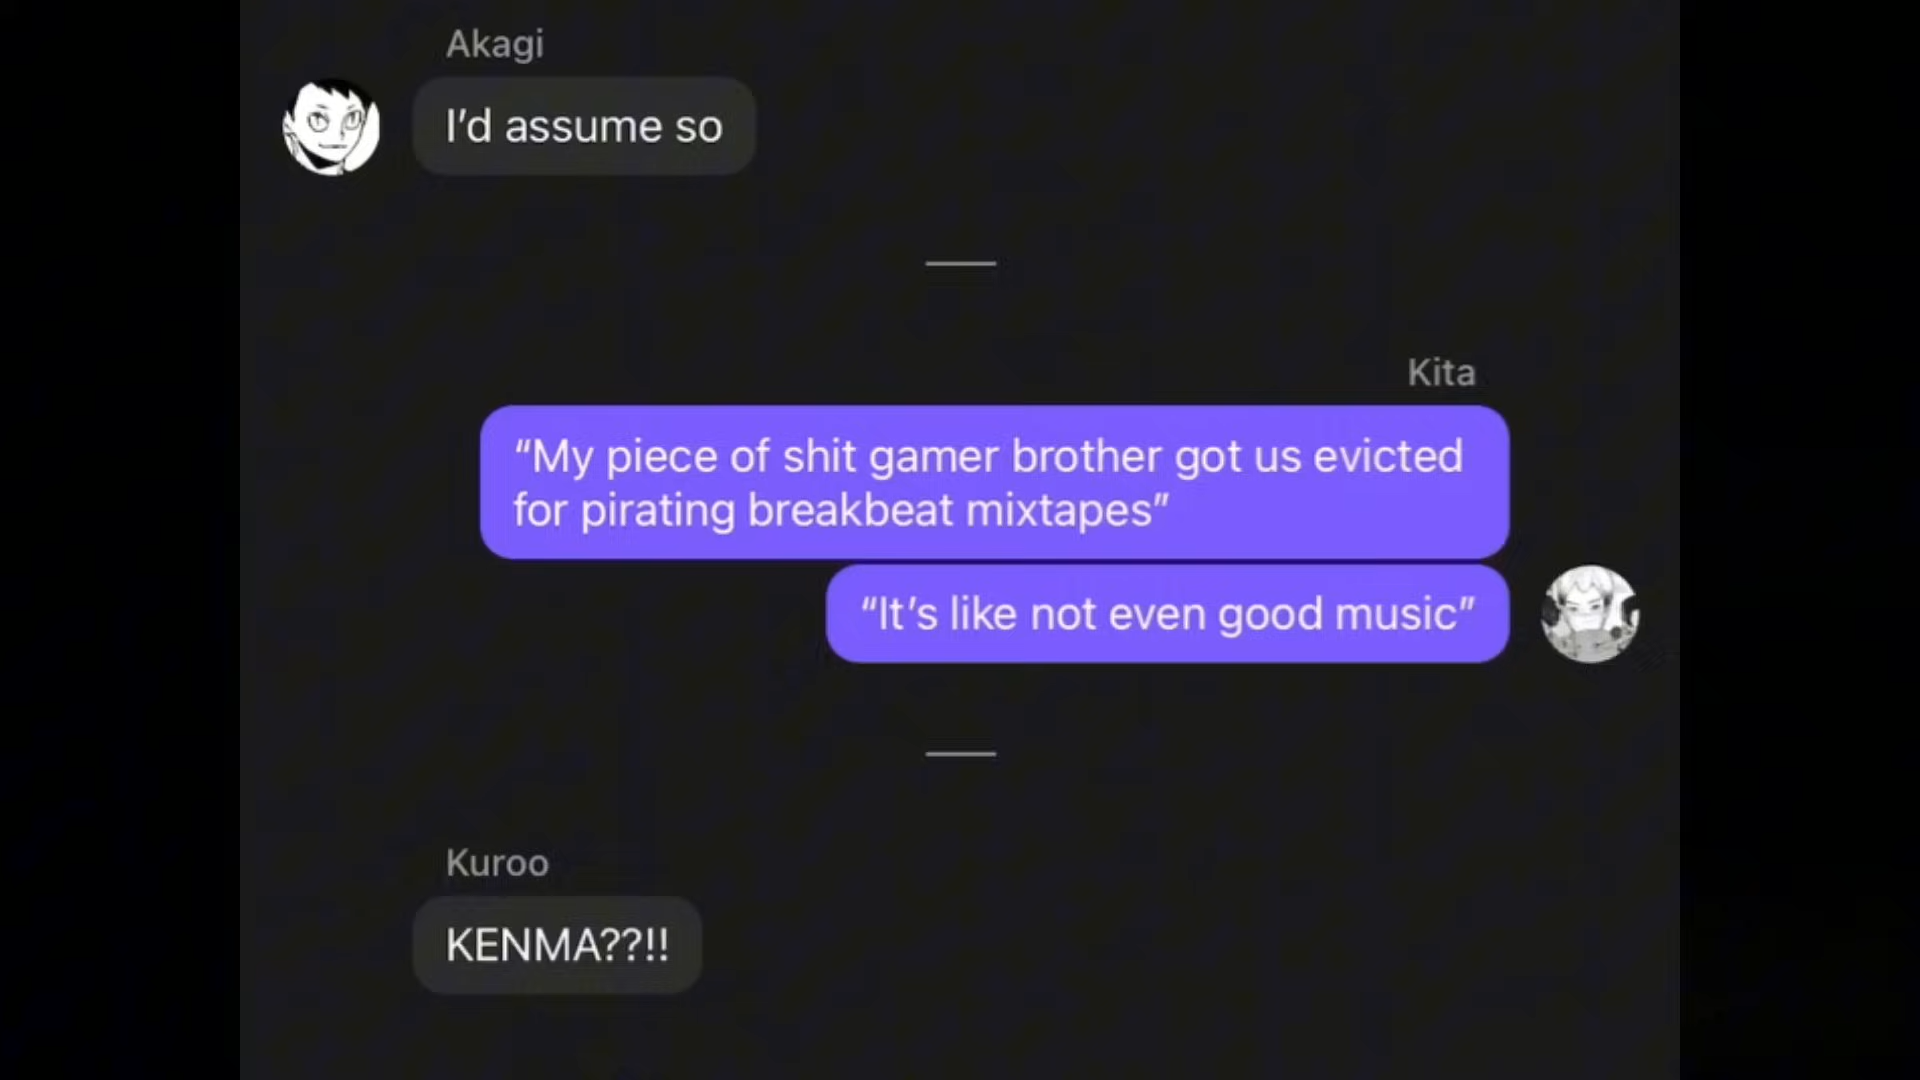 Akagi
I’d assume so
Kita
“My piece of shit gamer brother got us evicted
for pirating breakbeat mixtapes”
“It’s like not even good music”
Kuroo
KENMA??!!